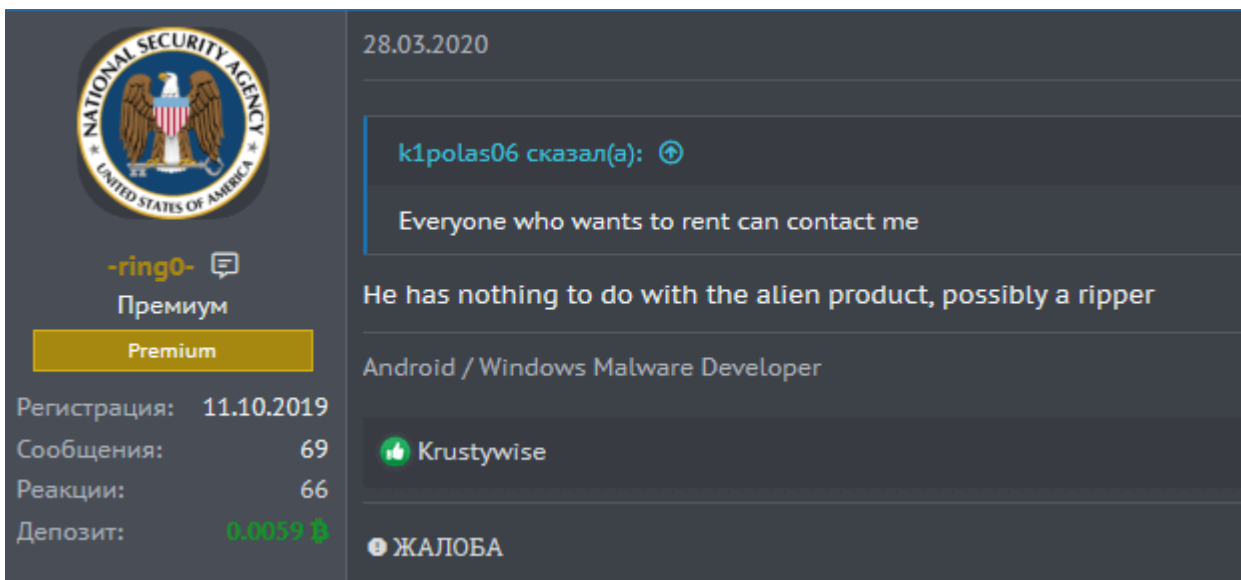 NATIONAL SECURITY AGENCY
UNITED STATES OF AMERICA
-ring0-
Премиум
Premium
Регистрация: 11.10.2019
Сообщения: 69
Реакции: 66
Депозит: 0.0059 ₿
28.03.2020
k1polas06 сказал(а):
Everyone who wants to rent can contact me
He has nothing to do with the alien product, possibly a ripper
Android / Windows Malware Developer
Krustywise
ЖАЛОБА